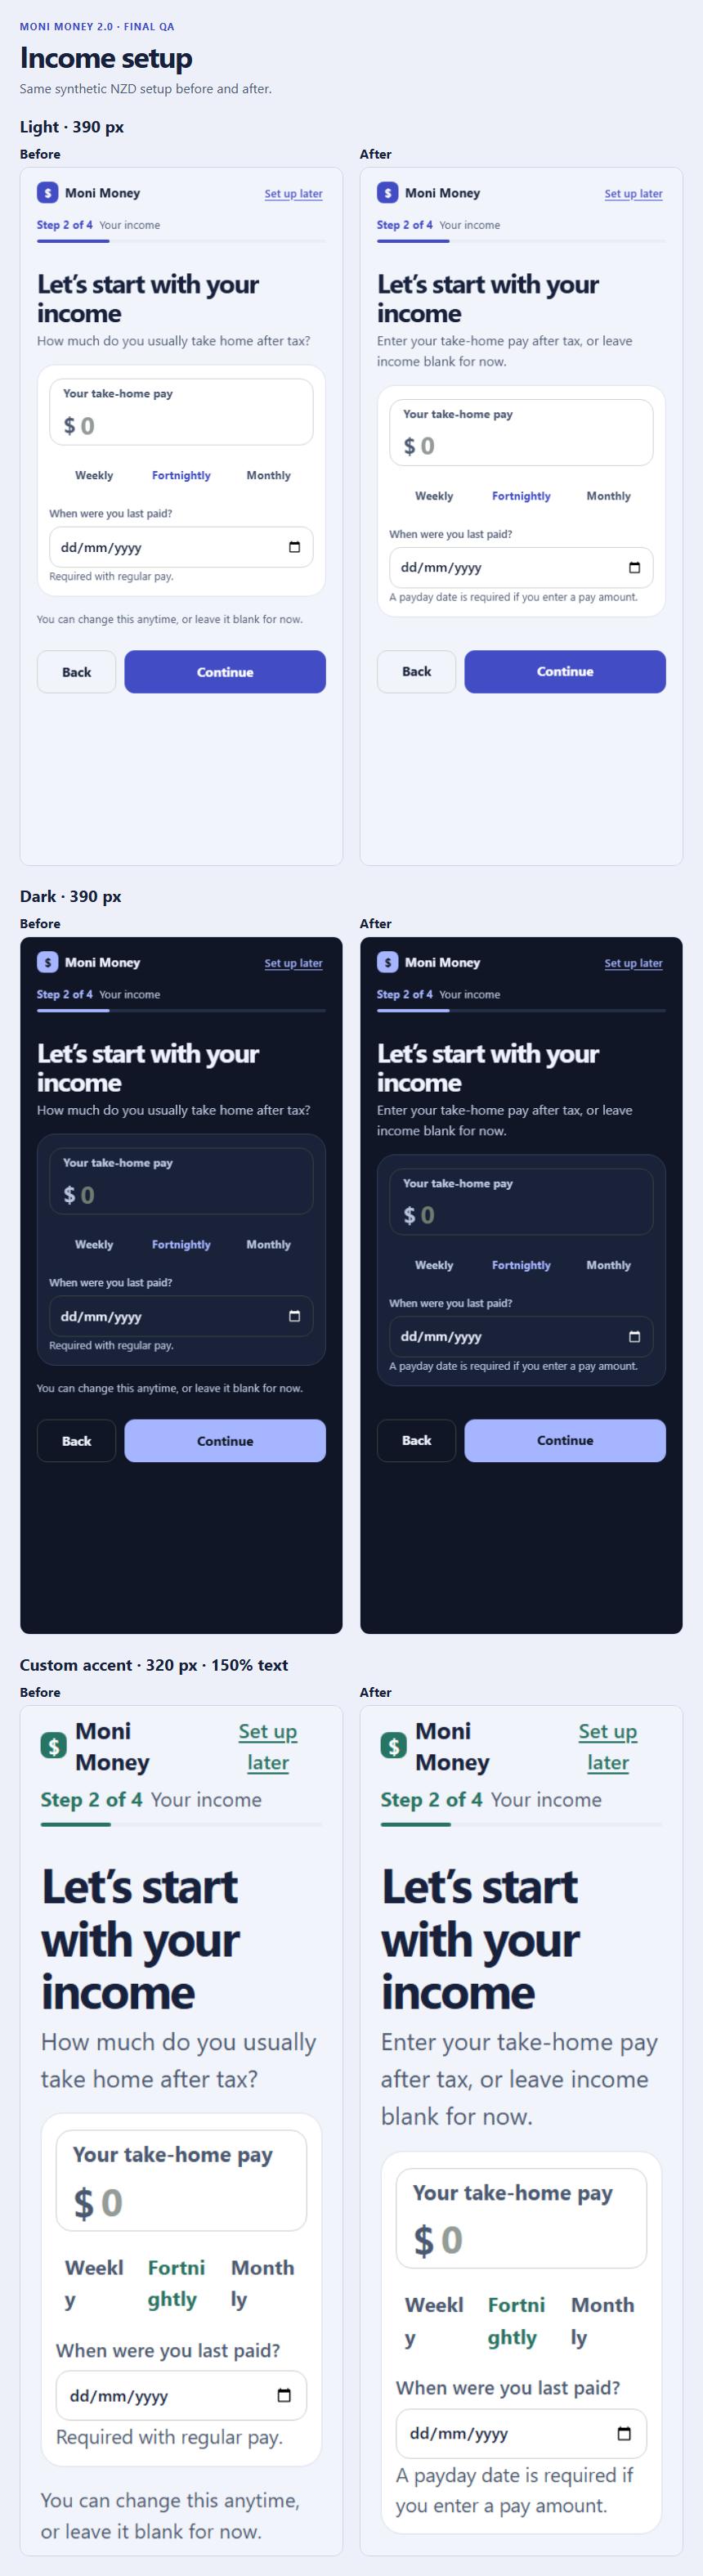 MONI MONEY 2.0 · FINAL QA
Income setup
Same synthetic NZD setup before and after.
Light · 390 px
Before
$ Moni Money Set up later
Step 2 of 4 Your income
Let’s start with your
income
How much do you usually take home after tax?
Your take-home pay
$ 0
Weekly Fortnightly Monthly
When were you last paid?
dd/mm/yyyy
Required with regular pay.
You can change this anytime, or leave it blank for now.
Back Continue
After
$ Moni Money Set up later
Step 2 of 4 Your income
Let’s start with your
income
Enter your take-home pay after tax, or leave
income blank for now.
Your take-home pay
$ 0
Weekly Fortnightly Monthly
When were you last paid?
dd/mm/yyyy
A payday date is required if you enter a pay amount.
Back Continue
Dark · 390 px
Before
$ Moni Money Set up later
Step 2 of 4 Your income
Let’s start with your
income
How much do you usually take home after tax?
Your take-home pay
$ 0
Weekly Fortnightly Monthly
When were you last paid?
dd/mm/yyyy
Required with regular pay.
You can change this anytime, or leave it blank for now.
Back Continue
After
$ Moni Money Set up later
Step 2 of 4 Your income
Let’s start with your
income
Enter your take-home pay after tax, or leave
income blank for now.
Your take-home pay
$ 0
Weekly Fortnightly Monthly
When were you last paid?
dd/mm/yyyy
A payday date is required if you enter a pay amount.
Back Continue
Custom accent · 320 px · 150% text
Before
$ Moni
Money
Set up
later
Step 2 of 4 Your income
Let’s start
with your
income
How much do you usually
take home after tax?
Your take-home pay
$ 0
Weekl
y
Fortni
ghtly
Month
ly
When were you last paid?
dd/mm/yyyy
Required with regular pay.
You can change this anytime,
or leave it blank for now.
After
$ Moni
Money
Set up
later
Step 2 of 4 Your income
Let’s start
with your
income
Enter your take-home pay
after tax, or leave income
blank for now.
Your take-home pay
$ 0
Weekl
y
Fortni
ghtly
Month
ly
When were you last paid?
dd/mm/yyyy
A payday date is required if
you enter a pay amount.